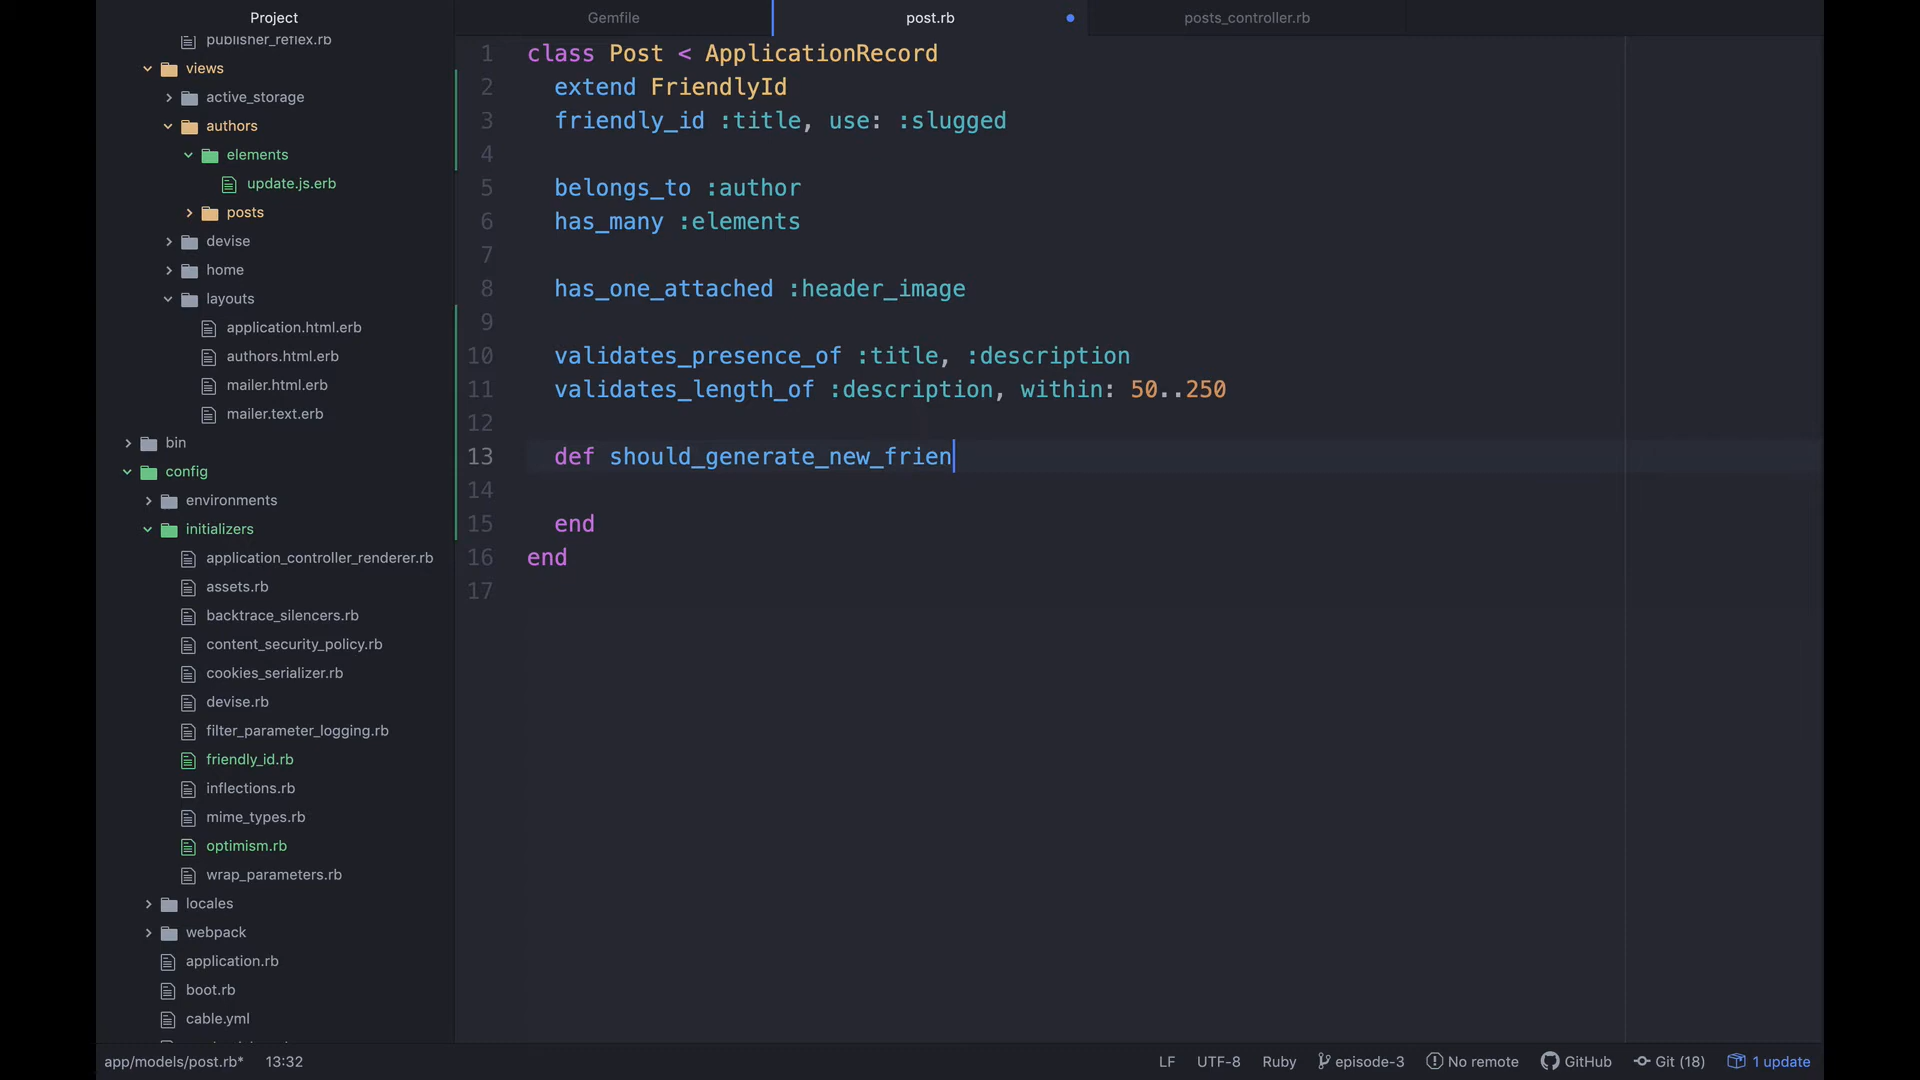 Project
publisher_reflex.rb
views
active_storage
authors
elements
update.js.erb
posts
devise
home
layouts
application.html.erb
authors.html.erb
mailer.html.erb
mailer.text.erb
bin
config
environments
initializers
application_controller_renderer.rb
assets.rb
backtrace_silencers.rb
content_security_policy.rb
cookies_serializer.rb
devise.rb
filter_parameter_logging.rb
friendly_id.rb
inflections.rb
mime_types.rb
optimism.rb
wrap_parameters.rb
locales
webpack
application.rb
boot.rb
cable.yml
Gemfile
post.rb
posts_controller.rb
1 class Post < ApplicationRecord
2 extend FriendlyId
3 friendly_id :title, use: :slugged
4
5 belongs_to :author
6 has_many :elements
7
8 has_one_attached :header_image
9
10 validates_presence_of :title, :description
11 validates_length_of :description, within: 50..250
12
13 def should_generate_new_frien
14
15 end
16 end
17
app/models/post.rb* 13:32 LF UTF-8 Ruby episode-3 No remote GitHub Git (18) 1 update